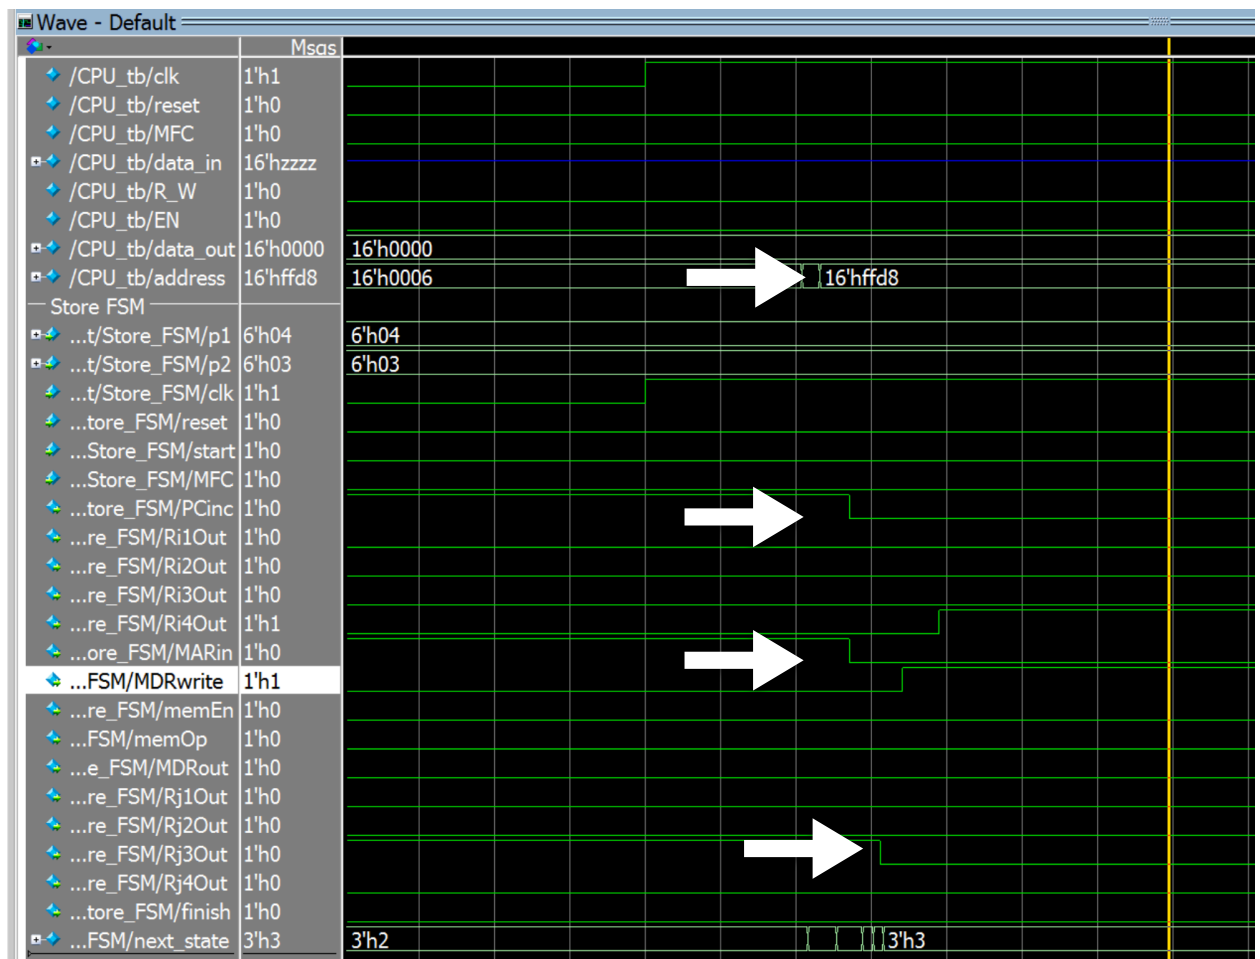 Wave - Default
Msgs
/CPU_tb/clk 1'h1
/CPU_tb/reset 1'h0
/CPU_tb/MFC 1'h0
/CPU_tb/data_in 16'hzzzz
/CPU_tb/R_W 1'h0
/CPU_tb/EN 1'h0
/CPU_tb/data_out 16'h0000 16'h0000
/CPU_tb/address 16'hffd8 16'h0006 16'hffd8
Store FSM
...t/Store_FSM/p1 6'h04 6'h04
...t/Store_FSM/p2 6'h03 6'h03
...t/Store_FSM/clk 1'h1
...tore_FSM/reset 1'h0
...Store_FSM/start 1'h0
...Store_FSM/MFC 1'h0
...tore_FSM/PCinc 1'h0
...re_FSM/Ri1Out 1'h0
...re_FSM/Ri2Out 1'h0
...re_FSM/Ri3Out 1'h0
...re_FSM/Ri4Out 1'h1
...ore_FSM/MARin 1'h0
...FSM/MDRwrite 1'h1
...re_FSM/memEn 1'h0
...FSM/memOp 1'h0
...e_FSM/MDRout 1'h0
...re_FSM/Rj1Out 1'h0
...re_FSM/Rj2Out 1'h0
...re_FSM/Rj3Out 1'h0
...re_FSM/Rj4Out 1'h0
...tore_FSM/finish 1'h0
...FSM/next_state 3'h3 3'h2 3'h3